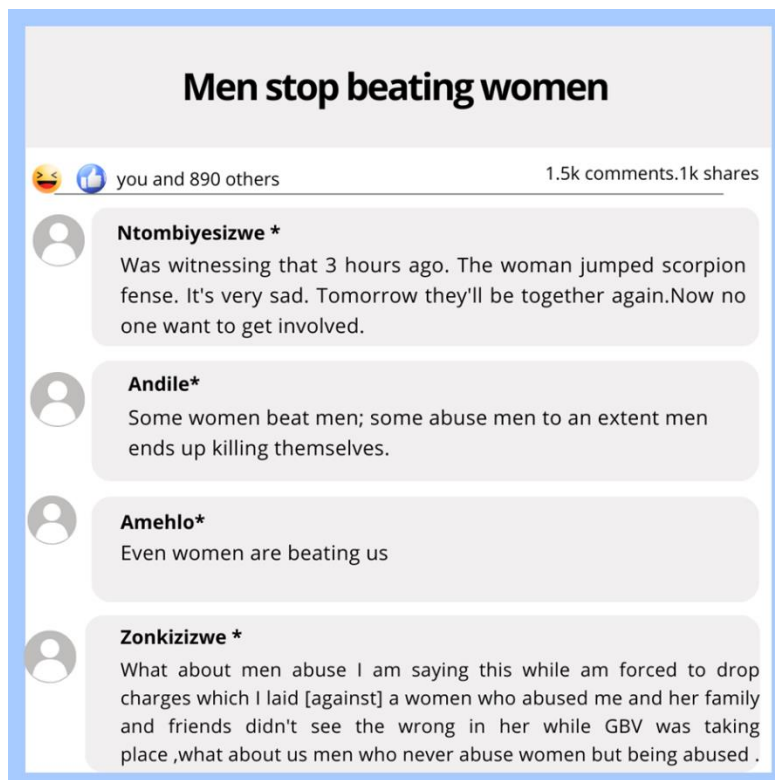 Men stop beating women
you and 890 others
1.5k comments.1k shares
Ntombiyesizwe *
Was witnessing that 3 hours ago. The woman jumped scorpion
fense. It's very sad. Tomorrow they'll be together again.Now no
one want to get involved.
Andile*
Some women beat men; some abuse men to an extent men
ends up killing themselves.
Amehlo*
Even women are beating us
Zonkizizwe *
What about men abuse I am saying this while am forced to drop
charges which I laid [against] a women who abused me and her family
and friends didn't see the wrong in her while GBV was taking
place ,what about us men who never abuse women but being abused .